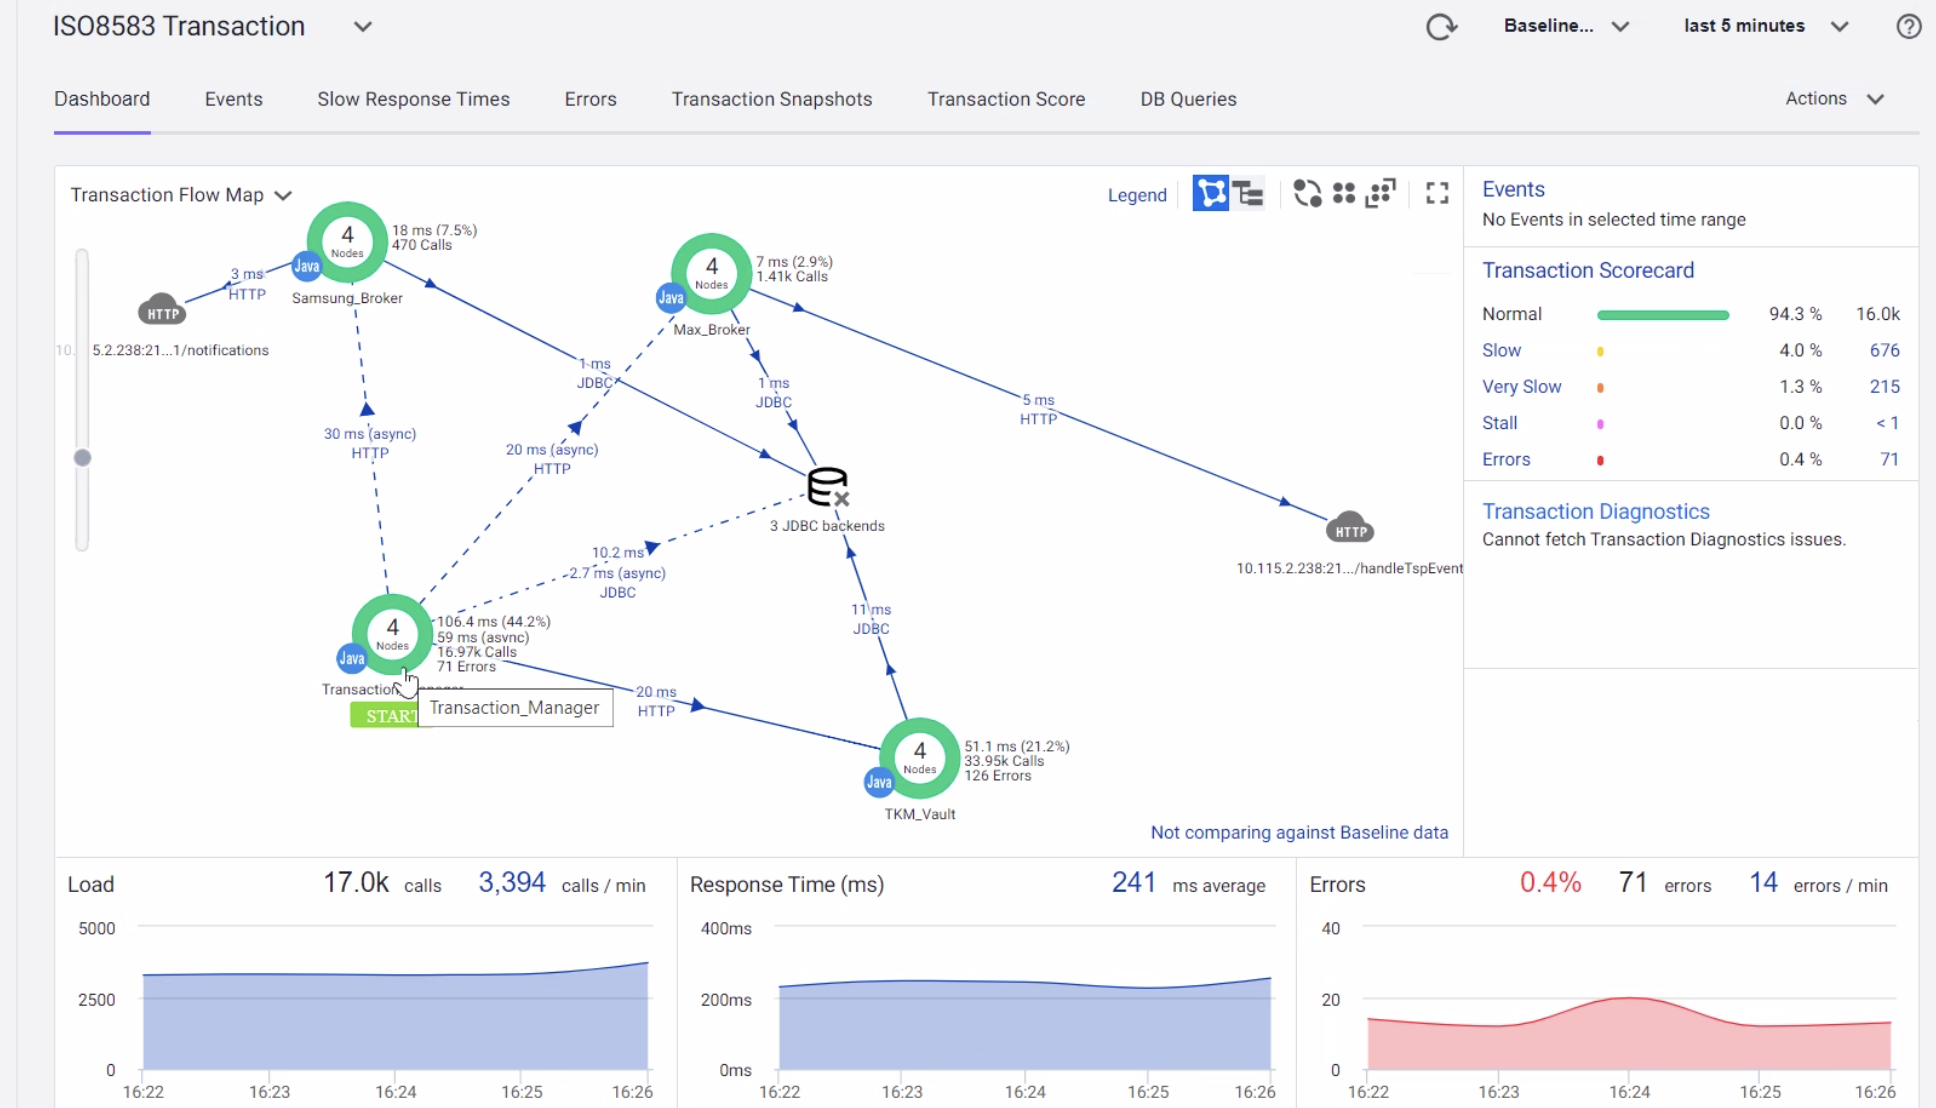 ISO8583 Transaction
Baseline...
last 5 minutes
Dashboard
Events
Slow Response Times
Errors
Transaction Snapshots
Transaction Score
DB Queries
Actions
Transaction Flow Map
Legend
4
Nodes
Java
18 ms (7.5%)
470 Calls
Samsung_Broker
3 ms
HTTP
HTTP
10.
5.2.238:21...1/notifications
4
Nodes
Java
7 ms (2.9%)
1.41k Calls
Max_Broker
1 ms
JDBC
1 ms
JDBC
5 ms
HTTP
30 ms (async)
HTTP
20 ms (async)
HTTP
3 JDBC backends
HTTP
10.115.2.238:21.../handleTspEvent
10.2 ms
2.7 ms (async)
JDBC
11 ms
JDBC
4
Nodes
Java
106.4 ms (44.2%)
59 ms (async)
16.97k Calls
71 Errors
START
Transaction_Manager
20 ms
HTTP
4
Nodes
Java
51.1 ms (21.2%)
33.95k Calls
126 Errors
TKM_Vault
Not comparing against Baseline data
Events
No Events in selected time range
Transaction Scorecard
Normal 94.3 % 16.0k
Slow 4.0 % 676
Very Slow 1.3 % 215
Stall 0.0 % < 1
Errors 0.4 % 71
Transaction Diagnostics
Cannot fetch Transaction Diagnostics issues.
Load 17.0k calls 3,394 calls / min
5000
2500
0
16:22 16:23 16:24 16:25 16:26
Response Time (ms) 241 ms average
400ms
200ms
0ms
16:22 16:23 16:24 16:25 16:26
Errors 0.4% 71 errors 14 errors / min
40
20
0
16:22 16:23 16:24 16:25 16:26